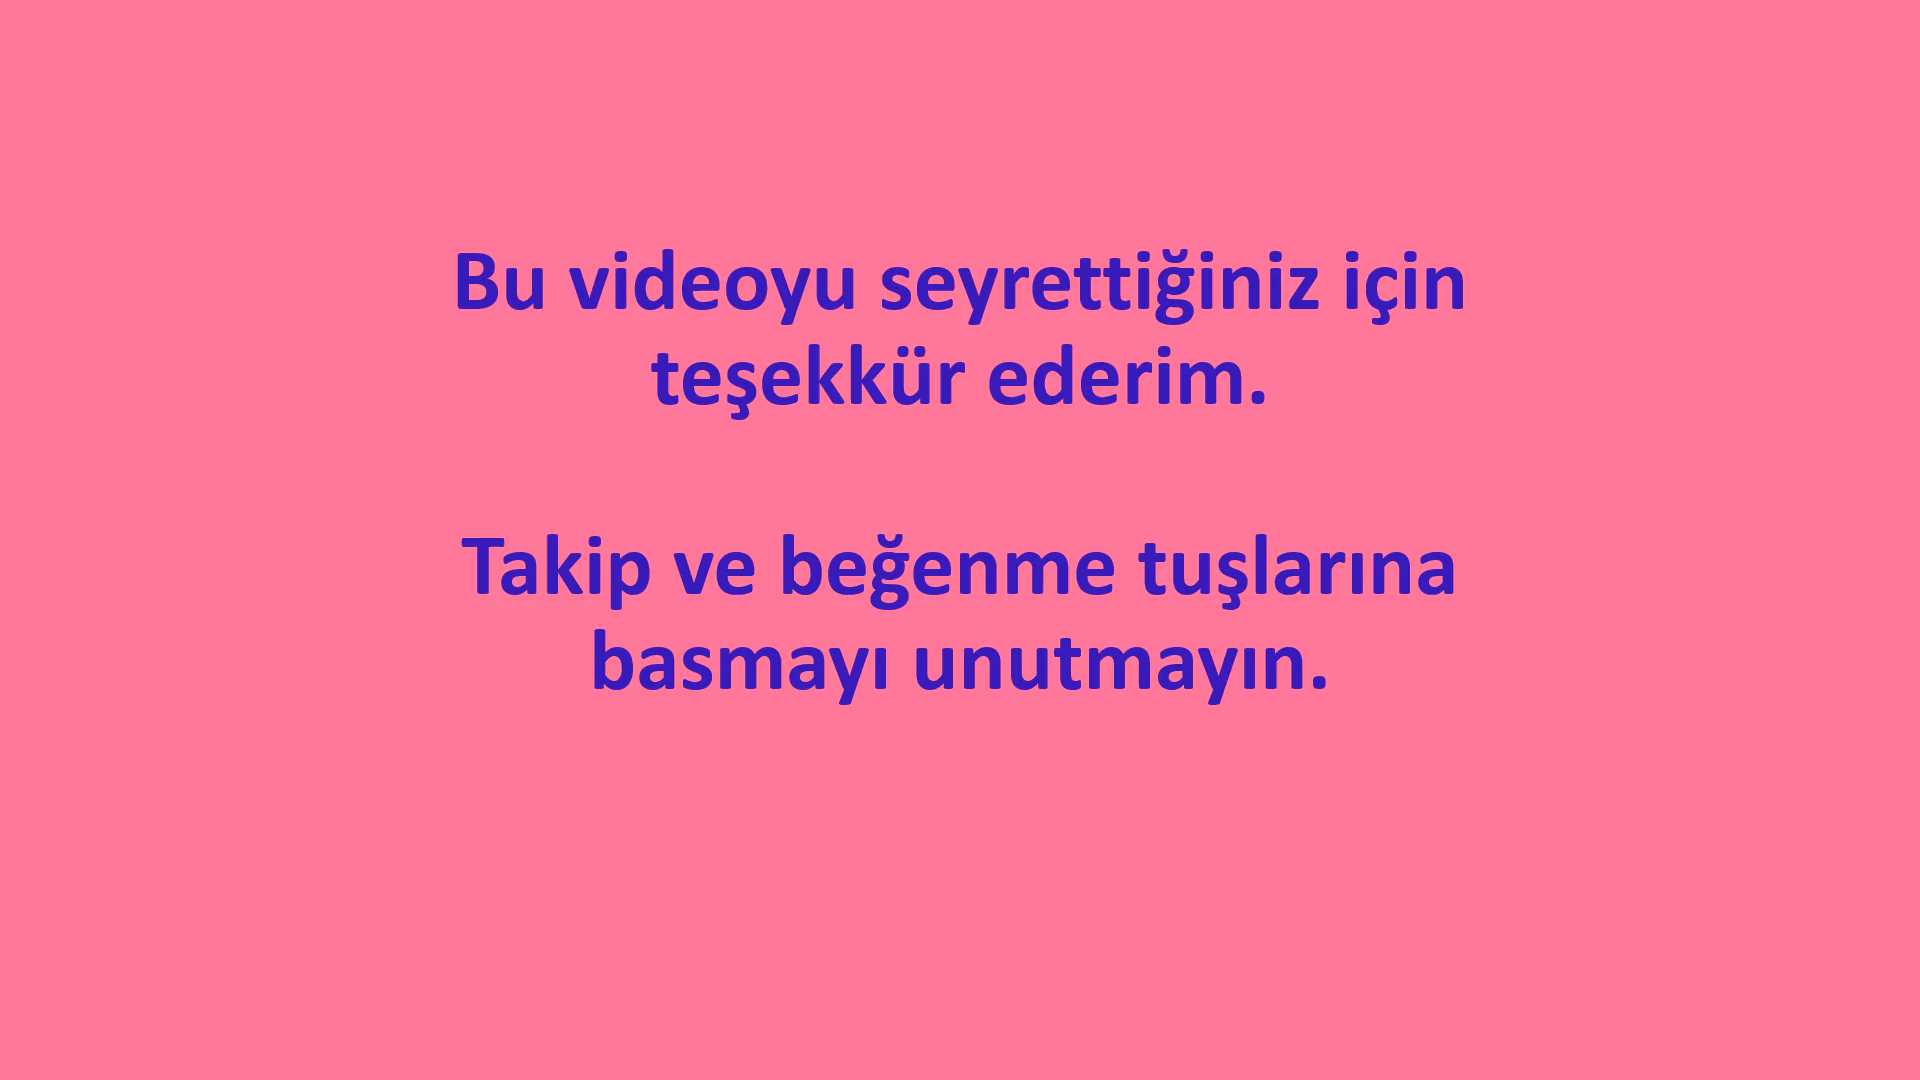 Bu videoyu seyrettiğiniz için
teşekkür ederim.
Takip ve beğenme tuşlarına
basmayı unutmayın.